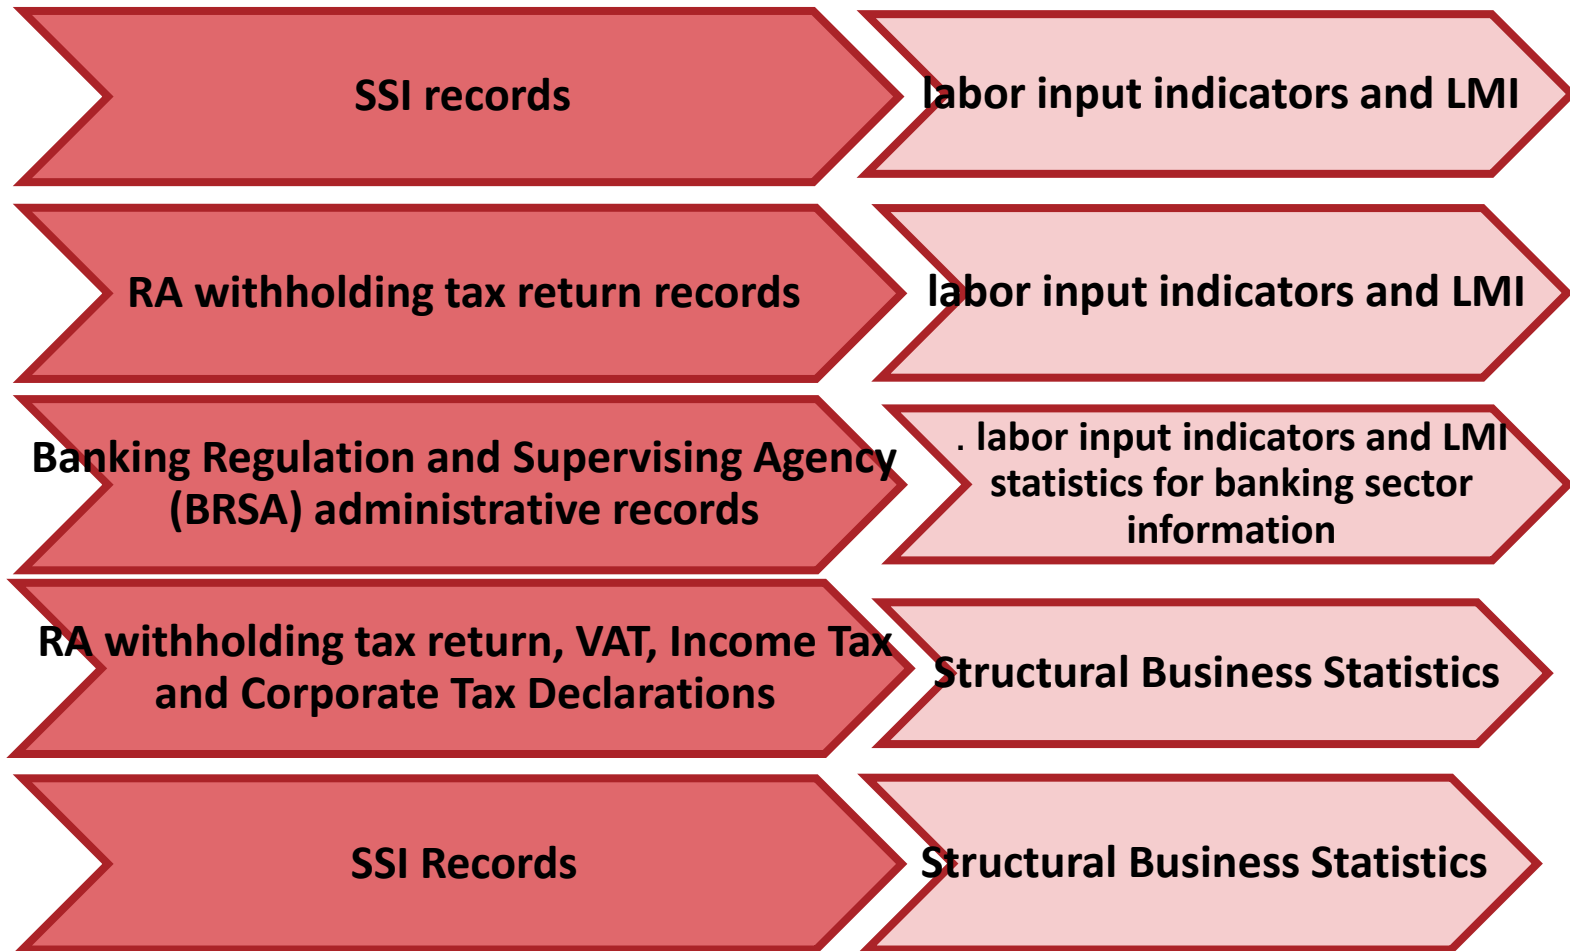 SSI records
labor input indicators and LMI
RA withholding tax return records
labor input indicators and LMI
Banking Regulation and Supervising Agency
(BRSA) administrative records
. labor input indicators and LMI
statistics for banking sector
information
RA withholding tax return, VAT, Income Tax
and Corporate Tax Declarations
Structural Business Statistics
SSI Records
Structural Business Statistics